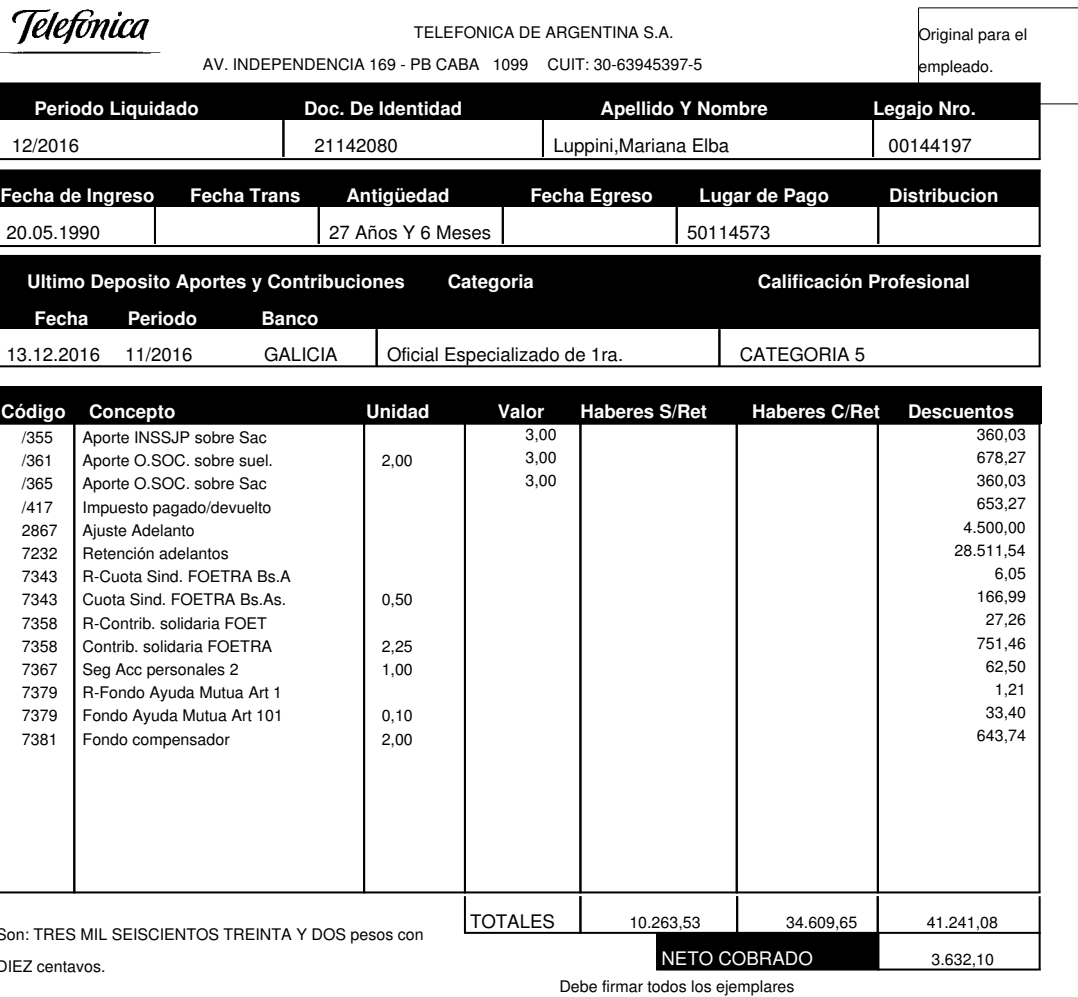 Telefónica
TELEFONICA DE ARGENTINA S.A.
Original para el
empleado.
AV. INDEPENDENCIA 169 - PB CABA 1099 CUIT: 30-63945397-5
Periodo Liquidado Doc. De Identidad Apellido Y Nombre Legajo Nro.
12/2016 21142080 Luppini,Mariana Elba 00144197
Fecha de Ingreso Fecha Trans Antigüedad Fecha Egreso Lugar de Pago Distribucion
20.05.1990 27 Años Y 6 Meses 50114573
Ultimo Deposito Aportes y Contribuciones Categoria Calificación Profesional
Fecha Periodo Banco
13.12.2016 11/2016 GALICIA Oficial Especializado de 1ra. CATEGORIA 5
Código Concepto Unidad Valor Haberes S/Ret Haberes C/Ret Descuentos
/355 Aporte INSSJP sobre Sac 3,00 360,03
/361 Aporte O.SOC. sobre suel. 2,00 3,00 678,27
/365 Aporte O.SOC. sobre Sac 3,00 360,03
/417 Impuesto pagado/devuelto 653,27
2867 Ajuste Adelanto 4.500,00
7232 Retención adelantos 28.511,54
7343 R-Cuota Sind. FOETRA Bs.A 6,05
7343 Cuota Sind. FOETRA Bs.As. 0,50 166,99
7358 R-Contrib. solidaria FOET 27,26
7358 Contrib. solidaria FOETRA 2,25 751,46
7367 Seg Acc personales 2 1,00 62,50
7379 R-Fondo Ayuda Mutua Art 1 1,21
7379 Fondo Ayuda Mutua Art 101 0,10 33,40
7381 Fondo compensador 2,00 643,74
TOTALES 10.263,53 34.609,65 41.241,08
Son: TRES MIL SEISCIENTOS TREINTA Y DOS pesos con
DIEZ centavos.
NETO COBRADO 3.632,10
Debe firmar todos los ejemplares